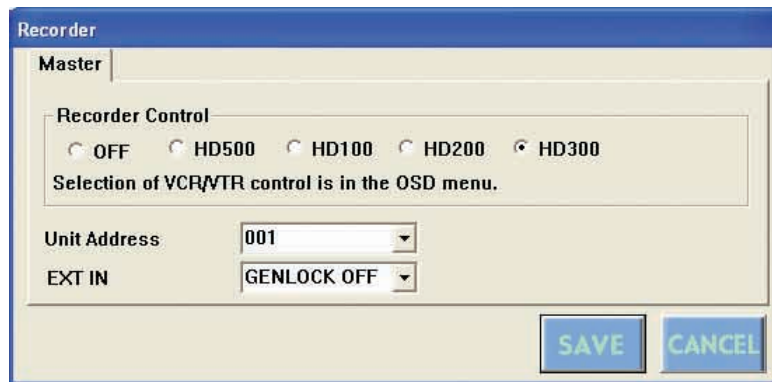 Recorder
Master
Recorder Control
OFF HD500 HD100 HD200 HD300
Selection of VCR/VTR control is in the OSD menu.
Unit Address 001
EXT IN GENLOCK OFF
SAVE CANCEL